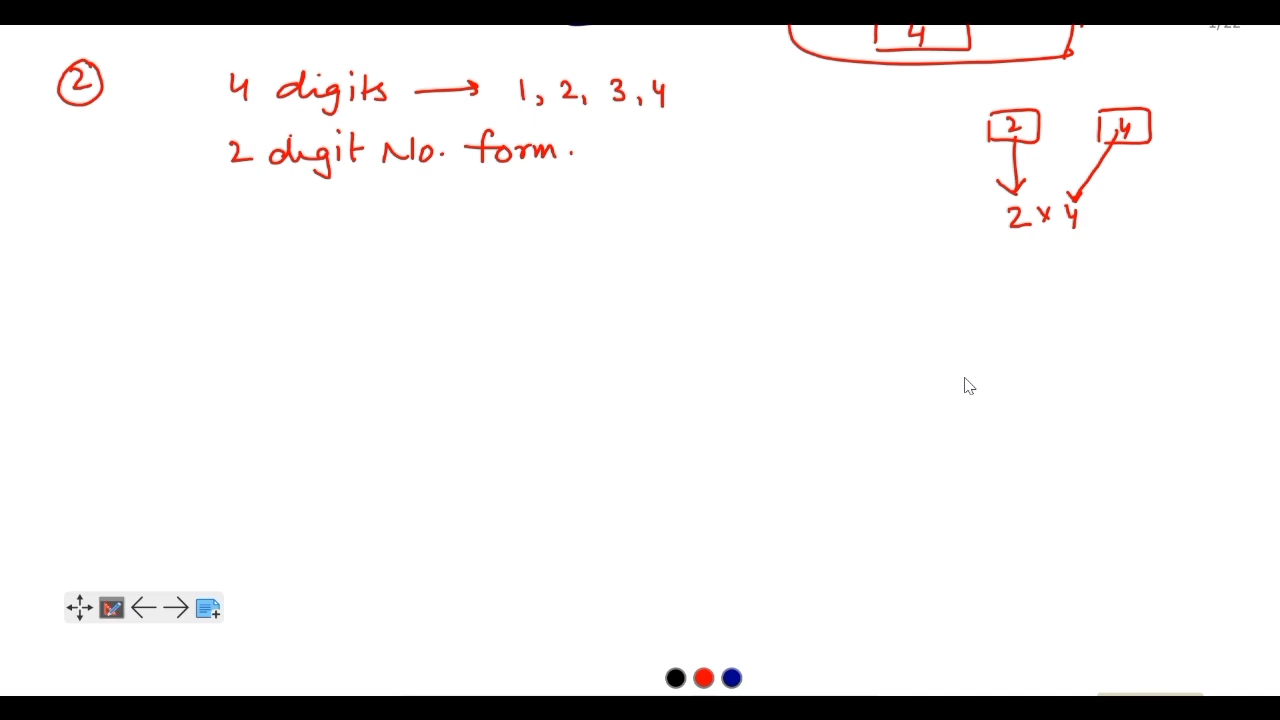 4
② 4 digits → 1, 2, 3, 4
2 digit No. form.
2 4
2 × 4